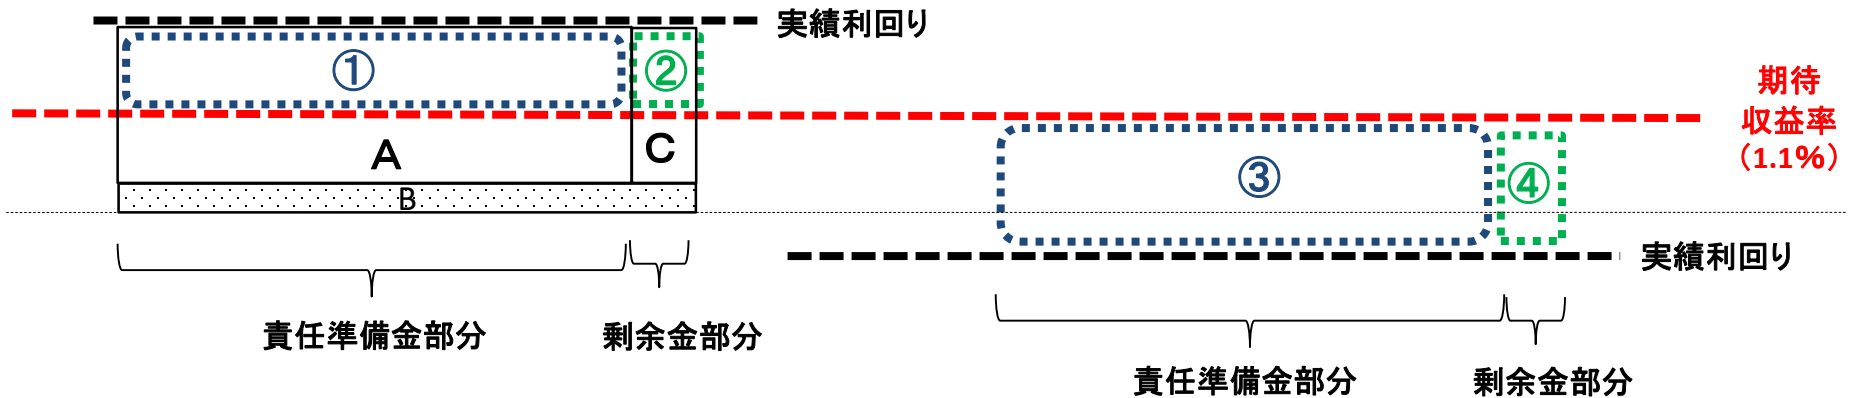 実績利回り
①
②
期待
収益率
（1.1%）
A
C
③
④
B
実績利回り
責任準備金部分
剰余金部分
責任準備金部分
剰余金部分